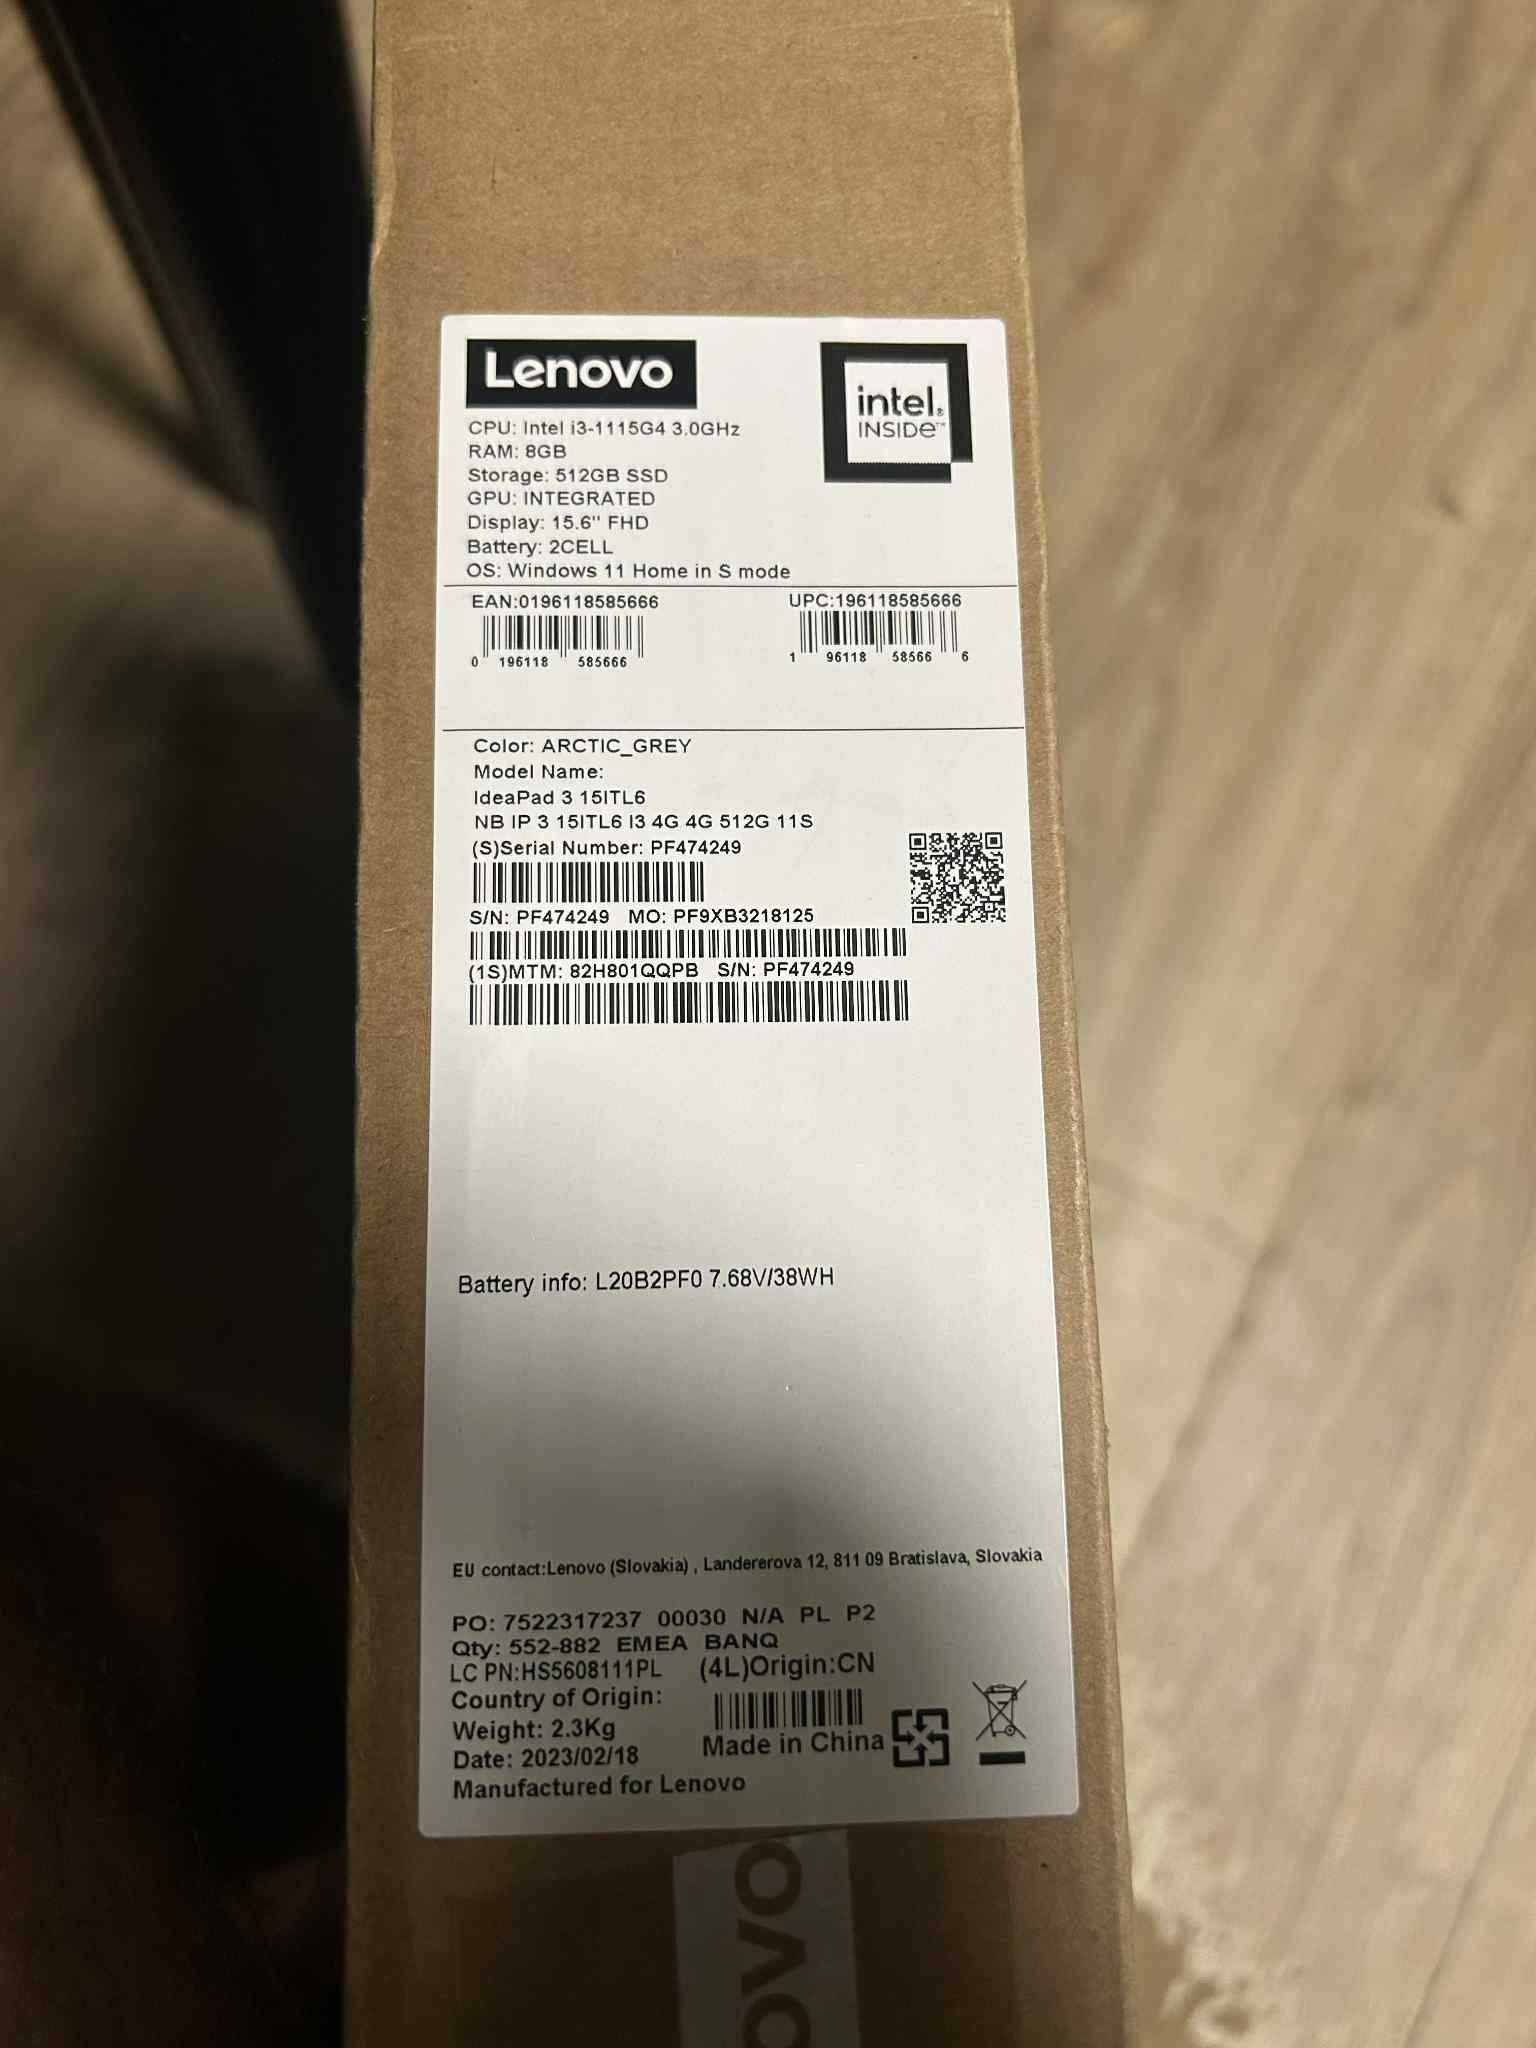 Lenovo
intel®
INSIDe™
CPU: Intel i3-1115G4 3.0GHz
RAM: 8GB
Storage: 512GB SSD
GPU: INTEGRATED
Display: 15.6" FHD
Battery: 2CELL
OS: Windows 11 Home in S mode
EAN:0196118585666 UPC:196118585666
0 196118 585666 1 96118 58566 6
Color: ARCTIC_GREY
Model Name:
IdeaPad 3 15ITL6
NB IP 3 15ITL6 I3 4G 4G 512G 11S
(S)Serial Number: PF474249
S/N: PF474249 MO: PF9XB3218125
(1S)MTM: 82H801QQPB S/N: PF474249
Battery info: L20B2PF0 7.68V/38WH
EU contact:Lenovo (Slovakia) , Landererova 12, 811 09 Bratislava, Slovakia
PO: 7522317237 00030 N/A PL P2
Qty: 552-882 EMEA BANQ
LC PN:HS5608111PL (4L)Origin:CN
Country of Origin:
Weight: 2.3Kg
Made in China
Date: 2023/02/18
Manufactured for Lenovo
OVO
OVO